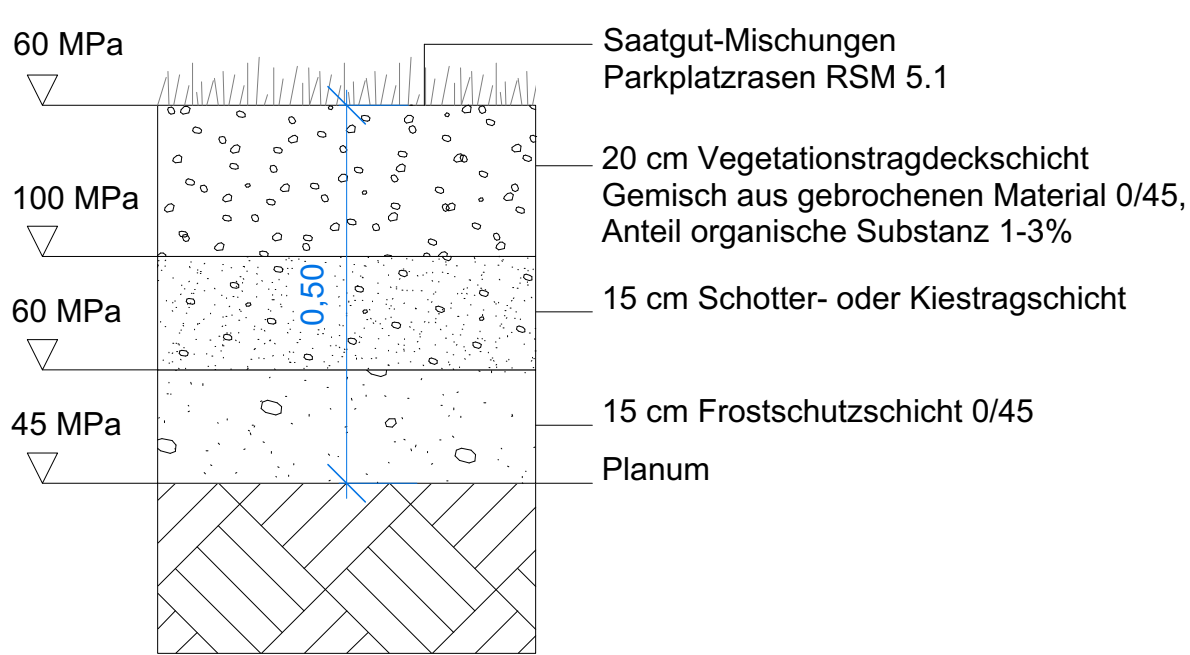 60 MPa
Saatgut-Mischungen
Parkplatzrasen RSM 5.1
20 cm Vegetationstragdeckschicht
Gemisch aus gebrochenen Material 0/45,
Anteil organische Substanz 1-3%
100 MPa
0,50
15 cm Schotter- oder Kiestragschicht
60 MPa
15 cm Frostschutzschicht 0/45
45 MPa
Planum